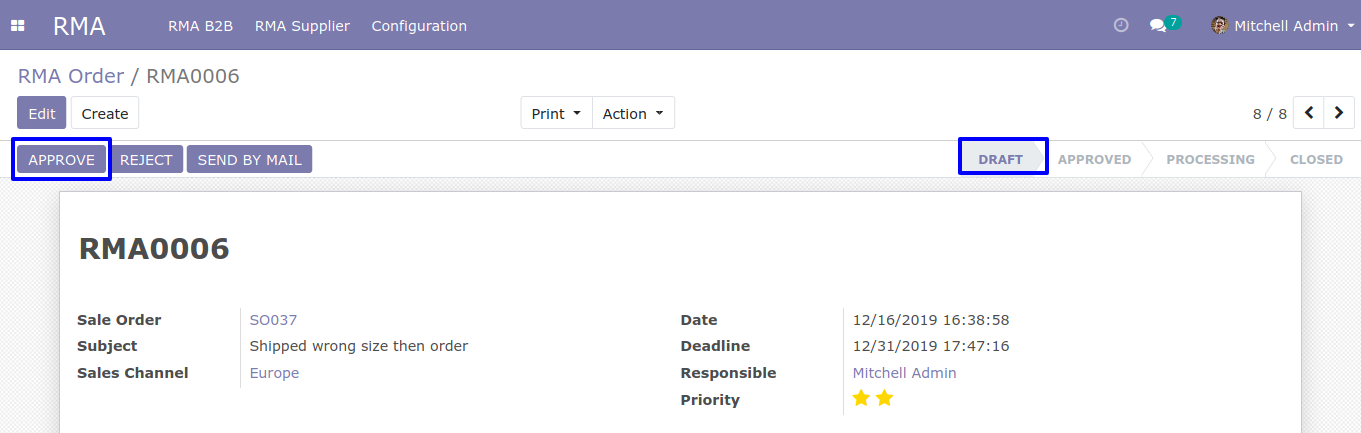 RMA RMA B2B RMA Supplier Configuration 7 Mitchell Admin
RMA Order / RMA0006
Edit Create Print Action 8 / 8
APPROVE REJECT SEND BY MAIL DRAFT APPROVED PROCESSING CLOSED
RMA0006
Sale Order SO037 Date 12/16/2019 16:38:58
Subject Shipped wrong size then order Deadline 12/31/2019 17:47:16
Sales Channel Europe Responsible Mitchell Admin
Priority